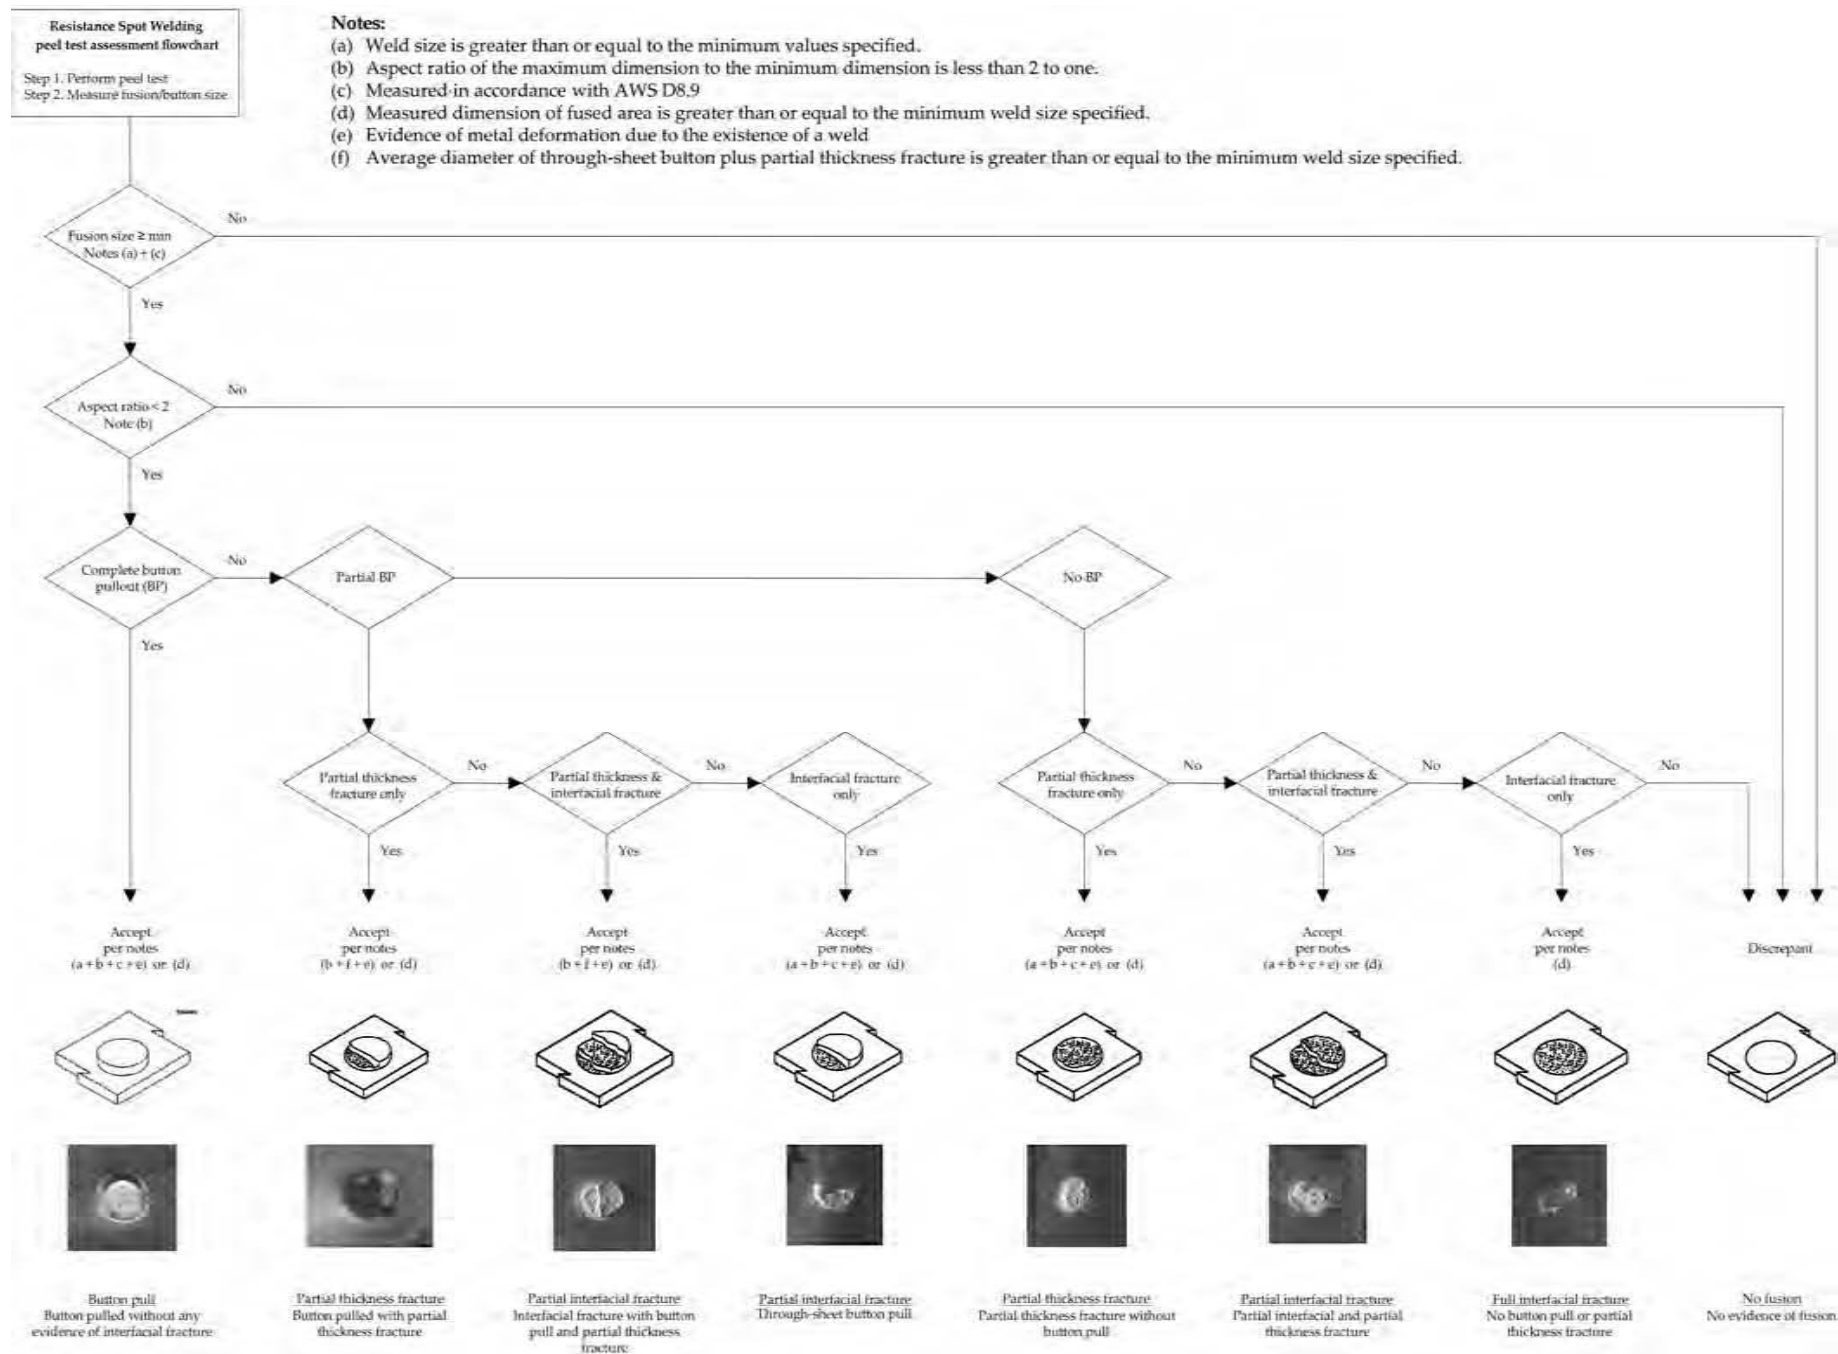 Resistance Spot Welding
peel test assessment flowchart
Step 1. Perform peel test
Step 2. Measure fusion/button size
Notes:
(a) Weld size is greater than or equal to the minimum values specified.
(b) Aspect ratio of the maximum dimension to the minimum dimension is less than 2 to one.
(c) Measured in accordance with AWS D8.9
(d) Measured dimension of fused area is greater than or equal to the minimum weld size specified.
(e) Evidence of metal deformation due to the existence of a weld
(f) Average diameter of through-sheet button plus partial thickness fracture is greater than or equal to the minimum weld size specified.
No
Fusion size ≥ min
Notes (a) + (c)
Yes
No
Aspect ratio < 2
Note (b)
Yes
Complete button
pullout (BP)
No
Partial BP
No BP
Yes
Partial thickness
fracture only
No
Partial thickness &
interfacial fracture
No
Interfacial fracture
only
Partial thickness
fracture only
No
Partial thickness &
interfacial fracture
No
Interfacial fracture
only
No
Yes
Yes
Yes
Yes
Yes
Yes
Accept
per notes
(a+b+c+e) or (d)
Accept
per notes
(b+f+e) or (d)
Accept
per notes
(b+f+e) or (d)
Accept
per notes
(a+b+c+e) or (d)
Accept
per notes
(a+b+c+e) or (d)
Accept
per notes
(a+b+c+e) or (d)
Accept
per notes
(d)
Discrepant
Button pull
Button pulled without any
evidence of interfacial fracture
Partial thickness fracture
Button pulled with partial
thickness fracture
Partial interfacial fracture
Interfacial fracture with button
pull and partial thickness
fracture
Partial interfacial fracture
Through-sheet button pull
Partial thickness fracture
Partial thickness fracture without
button pull
Partial interfacial fracture
Partial interfacial and partial
thickness fracture
Full interfacial fracture
No button pull or partial
thickness fracture
No fusion
No evidence of fusion